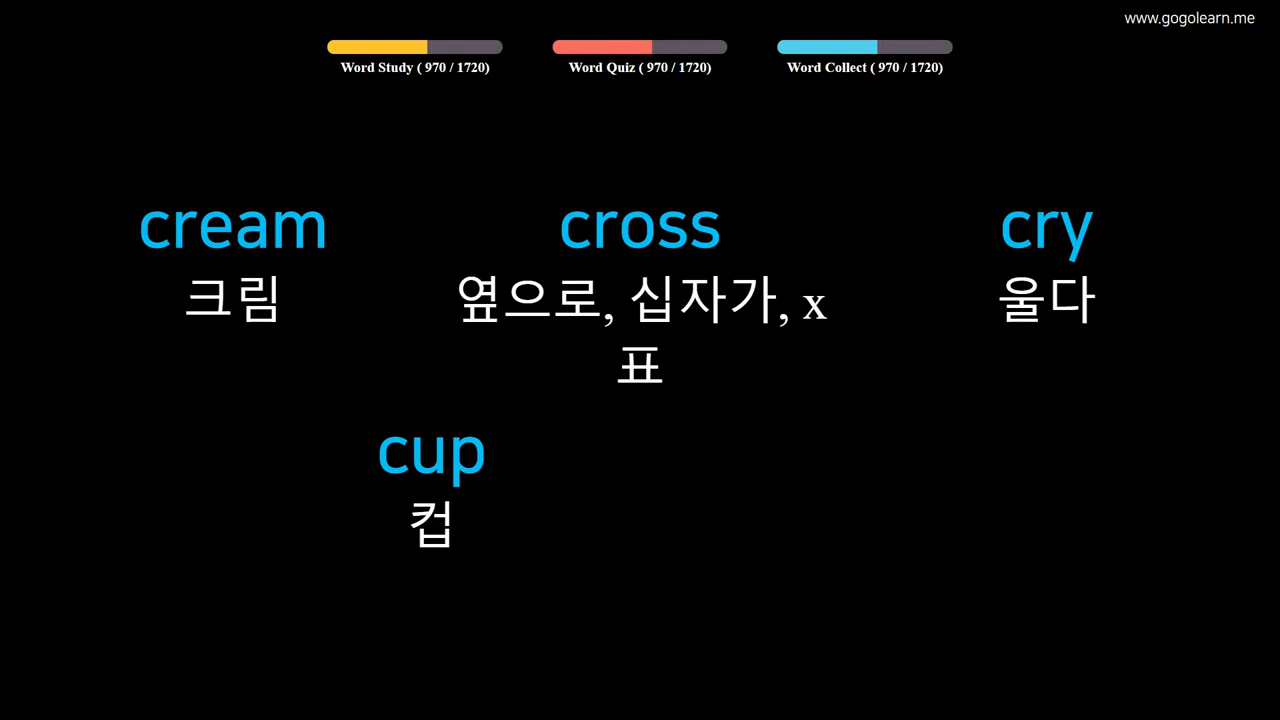 www.gogolearn.me
Word Study ( 970 / 1720)
Word Quiz ( 970 / 1720)
Word Collect ( 970 / 1720)
cream
크림
cross
옆으로, 십자가, x
표
cry
울다
cup
컵